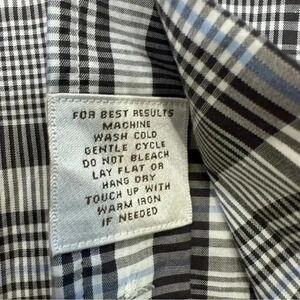 FOR BEST RESULTS
MACHINE
WASH COLD
GENTLE CYCLE
DO NOT BLEACH
LAY FLAT OR
HANG DRY
TOUCH UP WITH
WARM IRON
IF NEEDED